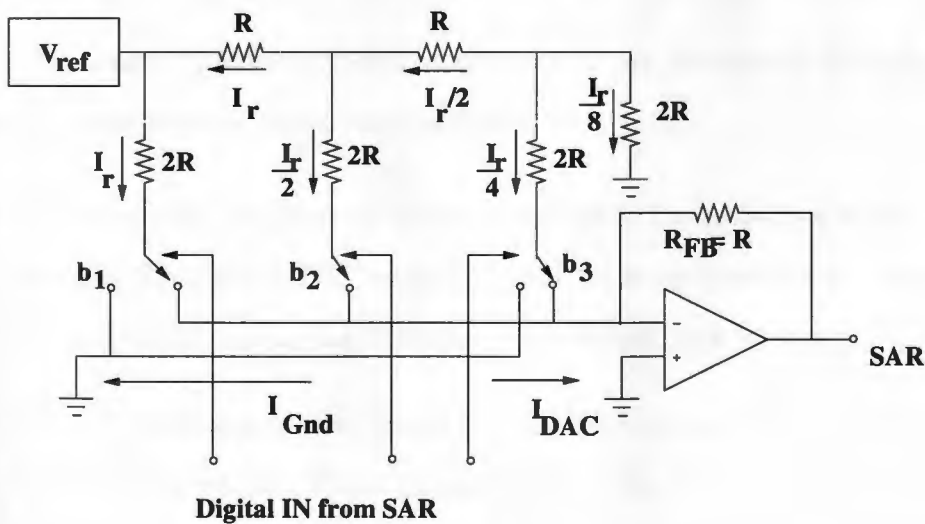 R R
V_ref
I_r I_r/2
I_r 2R I_r/2 2R I_r/4 2R I_r/8 2R
R_FB = R
b_1 b_2 b_3
−
+
SAR
I_Gnd I_DAC
Digital IN from SAR